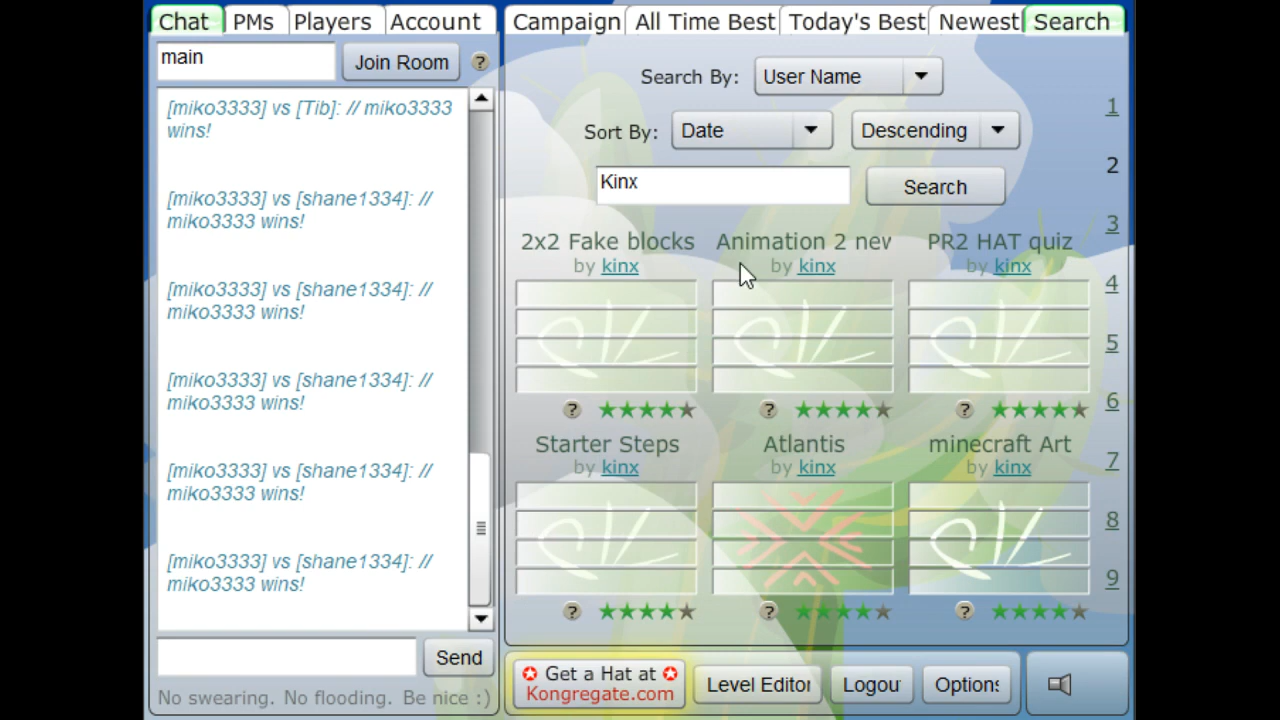 Chat PMs Players Account
main
Join Room
?
[miko3333] vs [Tib]: // miko3333
wins!
[miko3333] vs [shane1334]: //
miko3333 wins!
[miko3333] vs [shane1334]: //
miko3333 wins!
[miko3333] vs [shane1334]: //
miko3333 wins!
[miko3333] vs [shane1334]: //
miko3333 wins!
[miko3333] vs [shane1334]: //
miko3333 wins!
Send
No swearing. No flooding. Be nice :)
Campaign All Time Best Today's Best Newest Search
Search By: User Name
Sort By: Date Descending
Kinx Search
2x2 Fake blocks Animation 2 new PR2 HAT quiz
by kinx by kinx by kinx
? ? ?
Starter Steps Atlantis minecraft Art
by kinx by kinx by kinx
? ? ?
1
2
3
4
5
6
7
8
9
Get a Hat at
Kongregate.com
Level Editor Logou Options